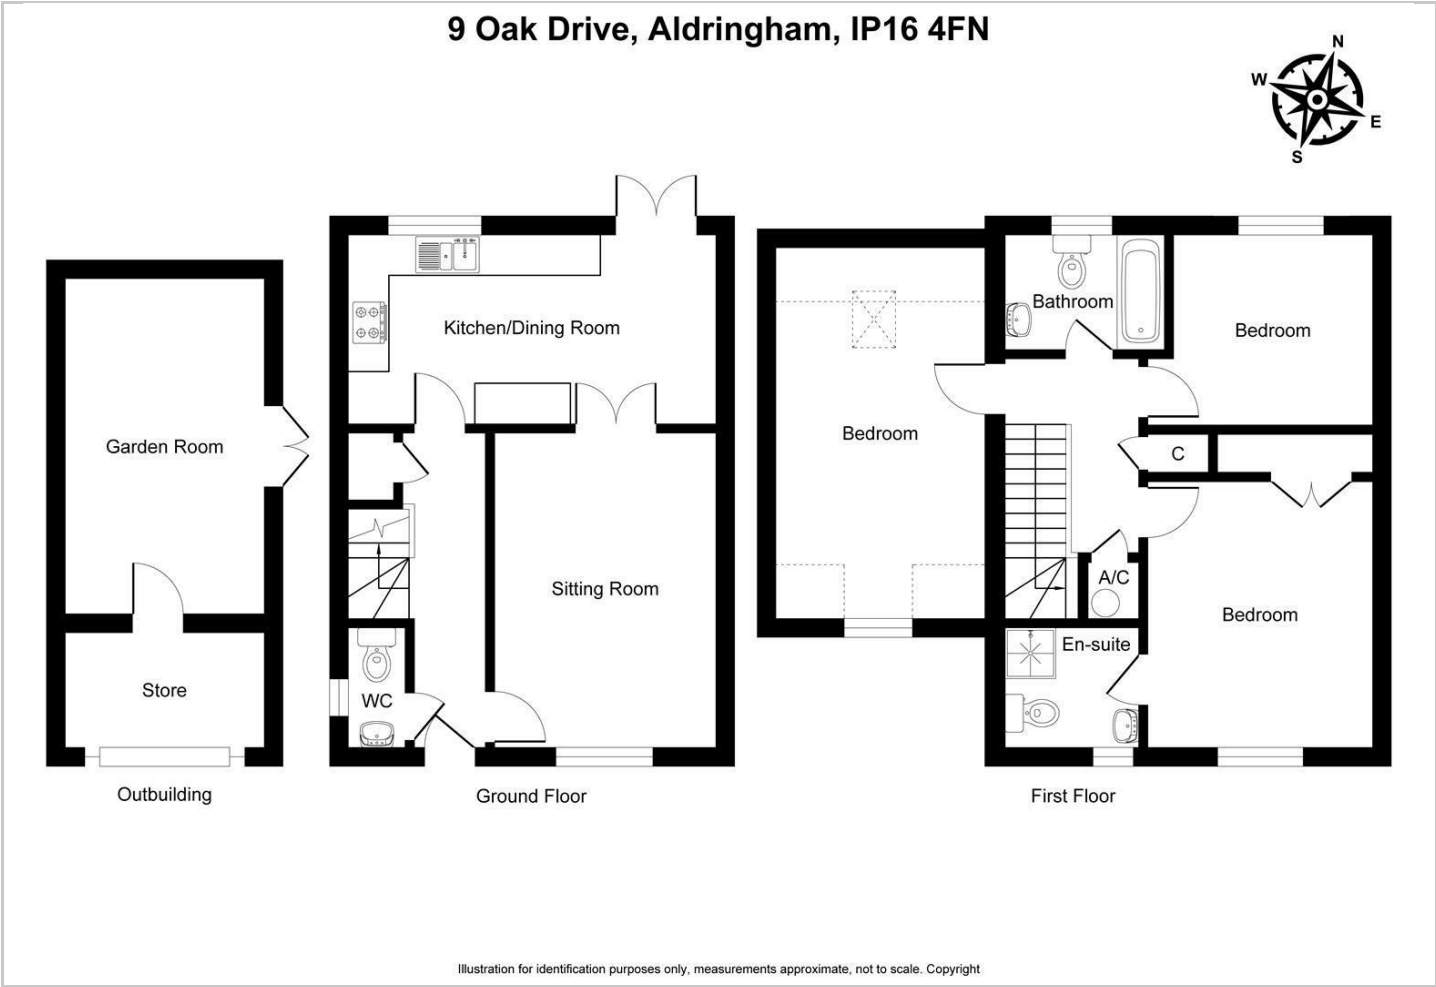 9 Oak Drive, Aldringham, IP16 4FN
N
W
E
S
Kitchen/Dining Room
Bathroom
Bedroom
Garden Room
Bedroom
C
Sitting Room
A/C
Bedroom
En-suite
Store
WC
Outbuilding
Ground Floor
First Floor
Illustration for identification purposes only, measurements approximate, not to scale. Copyright